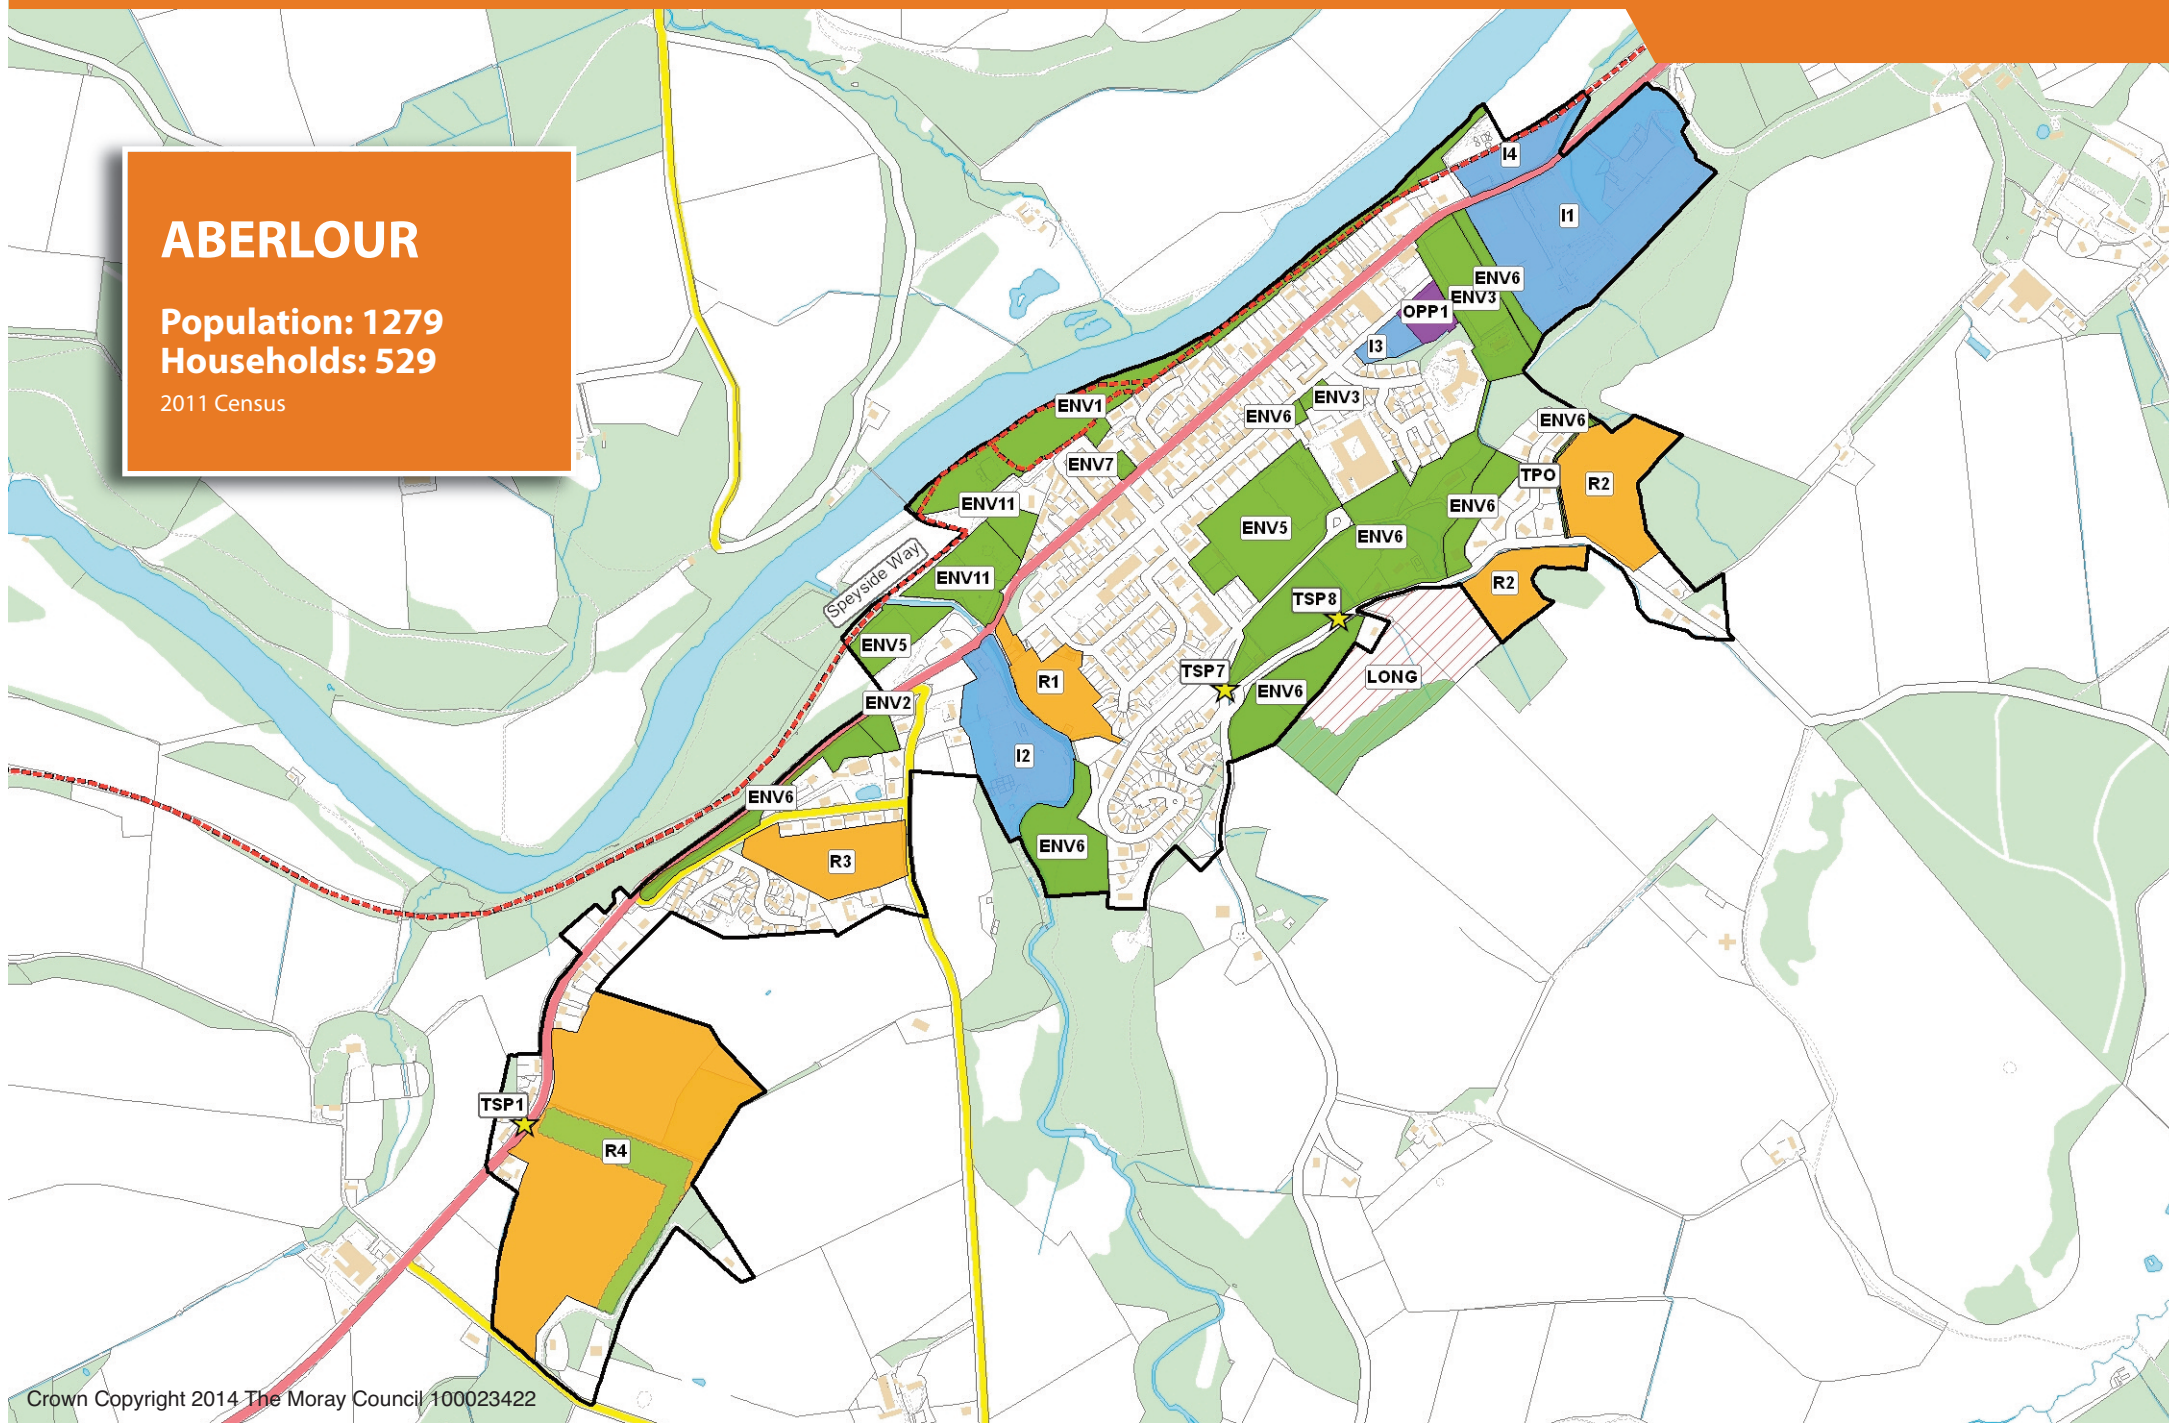 ABERLOUR
Population: 1279
Households: 529
2011 Census
I4
I1
ENV6
ENV3
OPP1
I3
ENV3
ENV6
ENV1
ENV6
ENV7
TPO
R2
ENV11
ENV6
ENV5
ENV6
Speyside Way
ENV11
R2
TSP8
ENV5
TSP7
LONG
R1
ENV6
ENV2
I2
ENV6
ENV6
R3
TSP1
R4
Crown Copyright 2014 The Moray Council 100023422